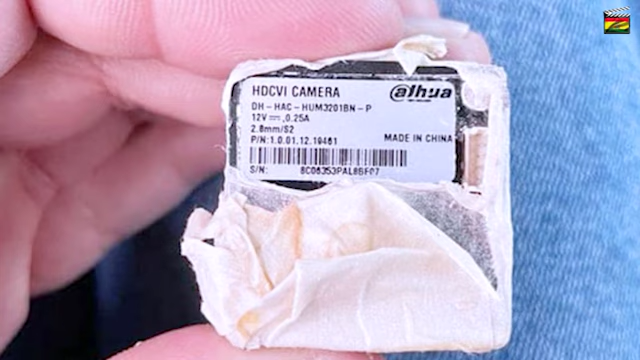 HDCVI CAMERA
alhua
DH-HAC-HUM3201BN-P
12V⎓,0.25A
2.8mm/S2
P/N:1.0.01.12.19461
MADE IN CHINA
S/N: 8C06353PAL8BF07